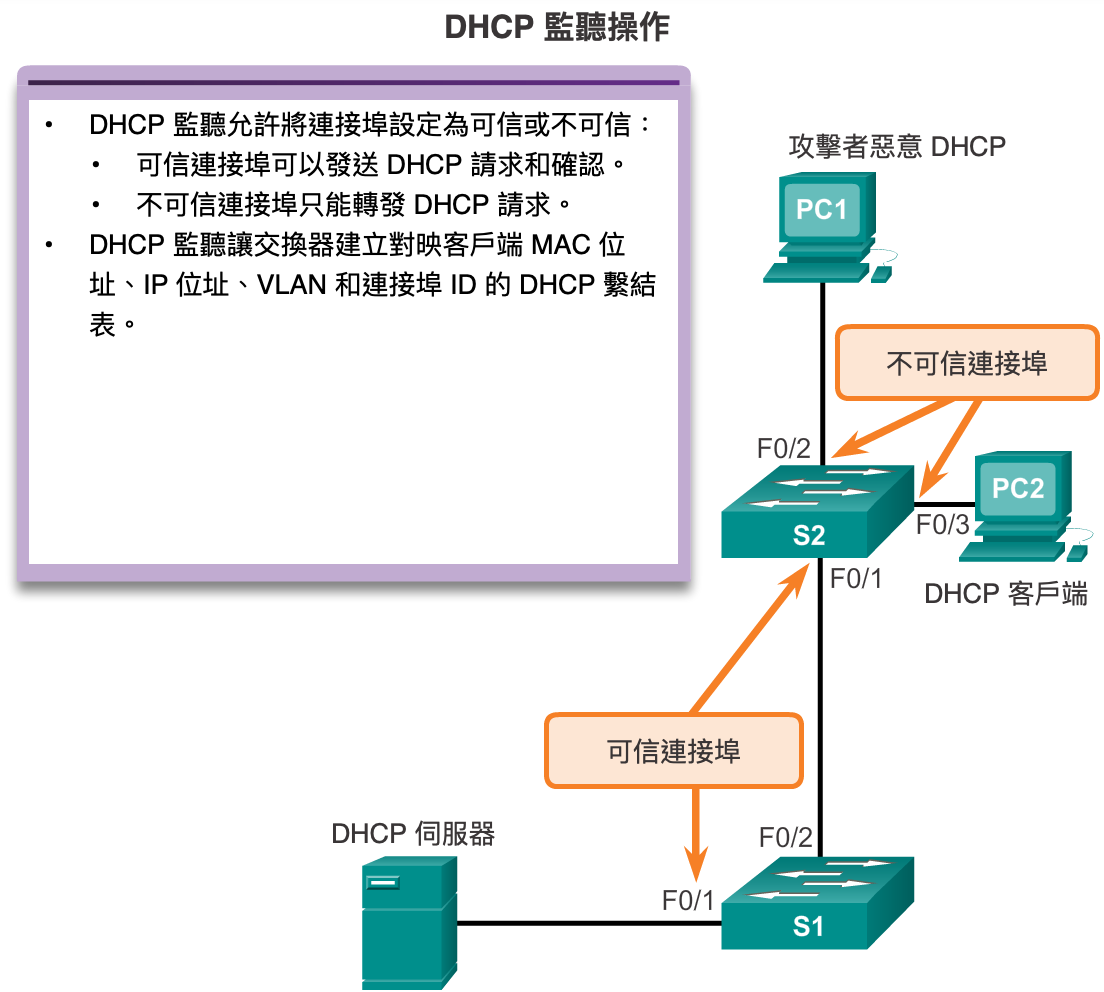 DHCP 監聽操作
• DHCP 監聽允許將連接埠設定為可信或不可信：
• 可信連接埠可以發送 DHCP 請求和確認。
• 不可信連接埠只能轉發 DHCP 請求。
• DHCP 監聽讓交換器建立對映客戶端 MAC 位
址、IP 位址、VLAN 和連接埠 ID 的 DHCP 繫結
表。
攻擊者惡意 DHCP
PC1
不可信連接埠
F0/2
PC2
S2
F0/3
F0/1
DHCP 客戶端
可信連接埠
DHCP 伺服器
F0/2
F0/1
S1